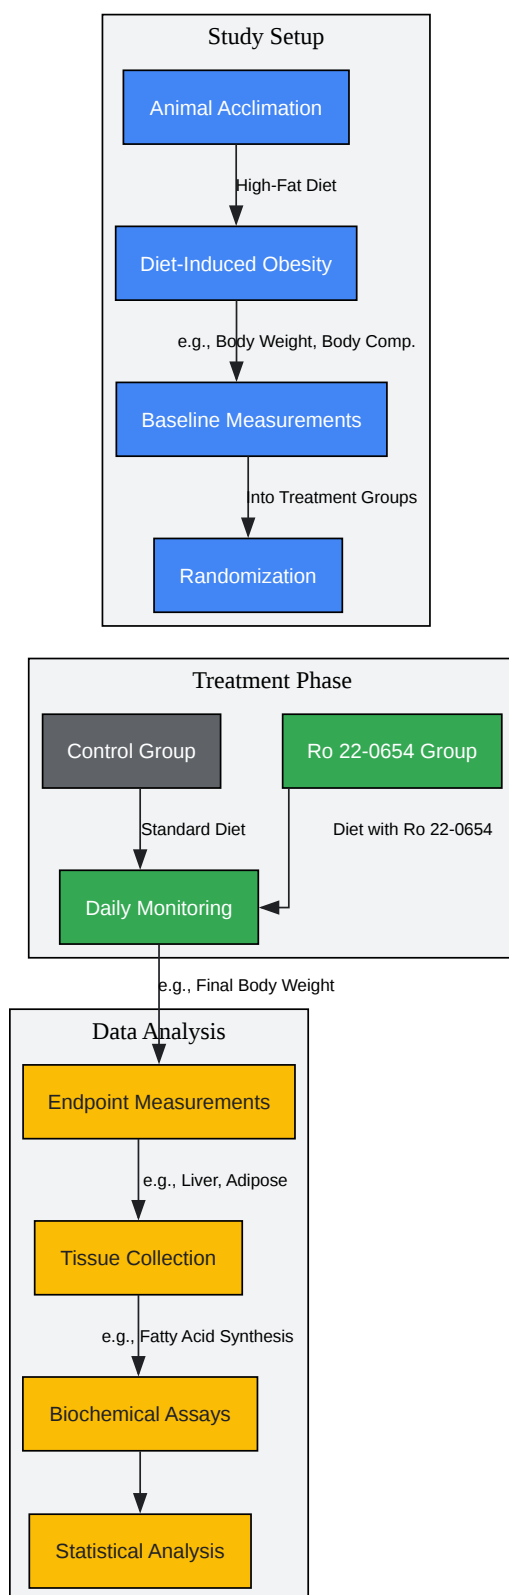 Study Setup
Animal Acclimation
High-Fat Diet
Diet-Induced Obesity
e.g., Body Weight, Body Comp.
Baseline Measurements
Into Treatment Groups
Randomization
Treatment Phase
Control Group
Ro 22-0654 Group
Standard Diet
Diet with Ro 22-0654
Daily Monitoring
e.g., Final Body Weight
Data Analysis
Endpoint Measurements
e.g., Liver, Adipose
Tissue Collection
e.g., Fatty Acid Synthesis
Biochemical Assays
Statistical Analysis